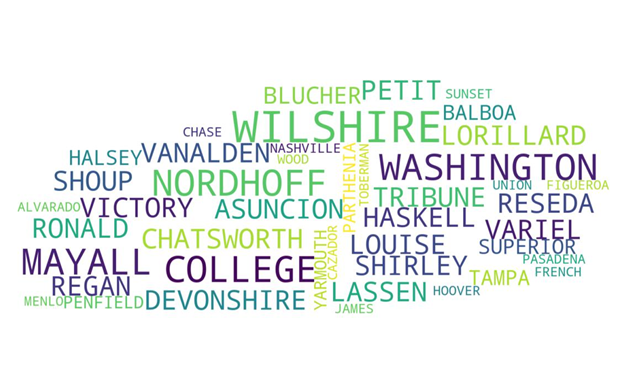 BLUCHER
PETIT
SUNSET
CHASE
WILSHIRE
BALBOA
LORILLARD
HALSEY
VANALDEN
NASHVILLE
WOOD
SHOUP
NORDHOFF
PARTHENIA
TOBERMAN
WASHINGTON
UNION
FIGUEROA
ALVARADO
VICTORY
ASUNCION
TRIBUNE
RESEDA
RONALD
CHATSWORTH
HASKELL
VARIEL
MAYALL
COLLEGE
YARMOUTH
CAZADOR
LOUISE
SUPERIOR
SHIRLEY
PASADENA
FRENCH
REGAN
TAMPA
MENLO
PENFIELD
DEVONSHIRE
LASSEN
HOOVER
JAMES